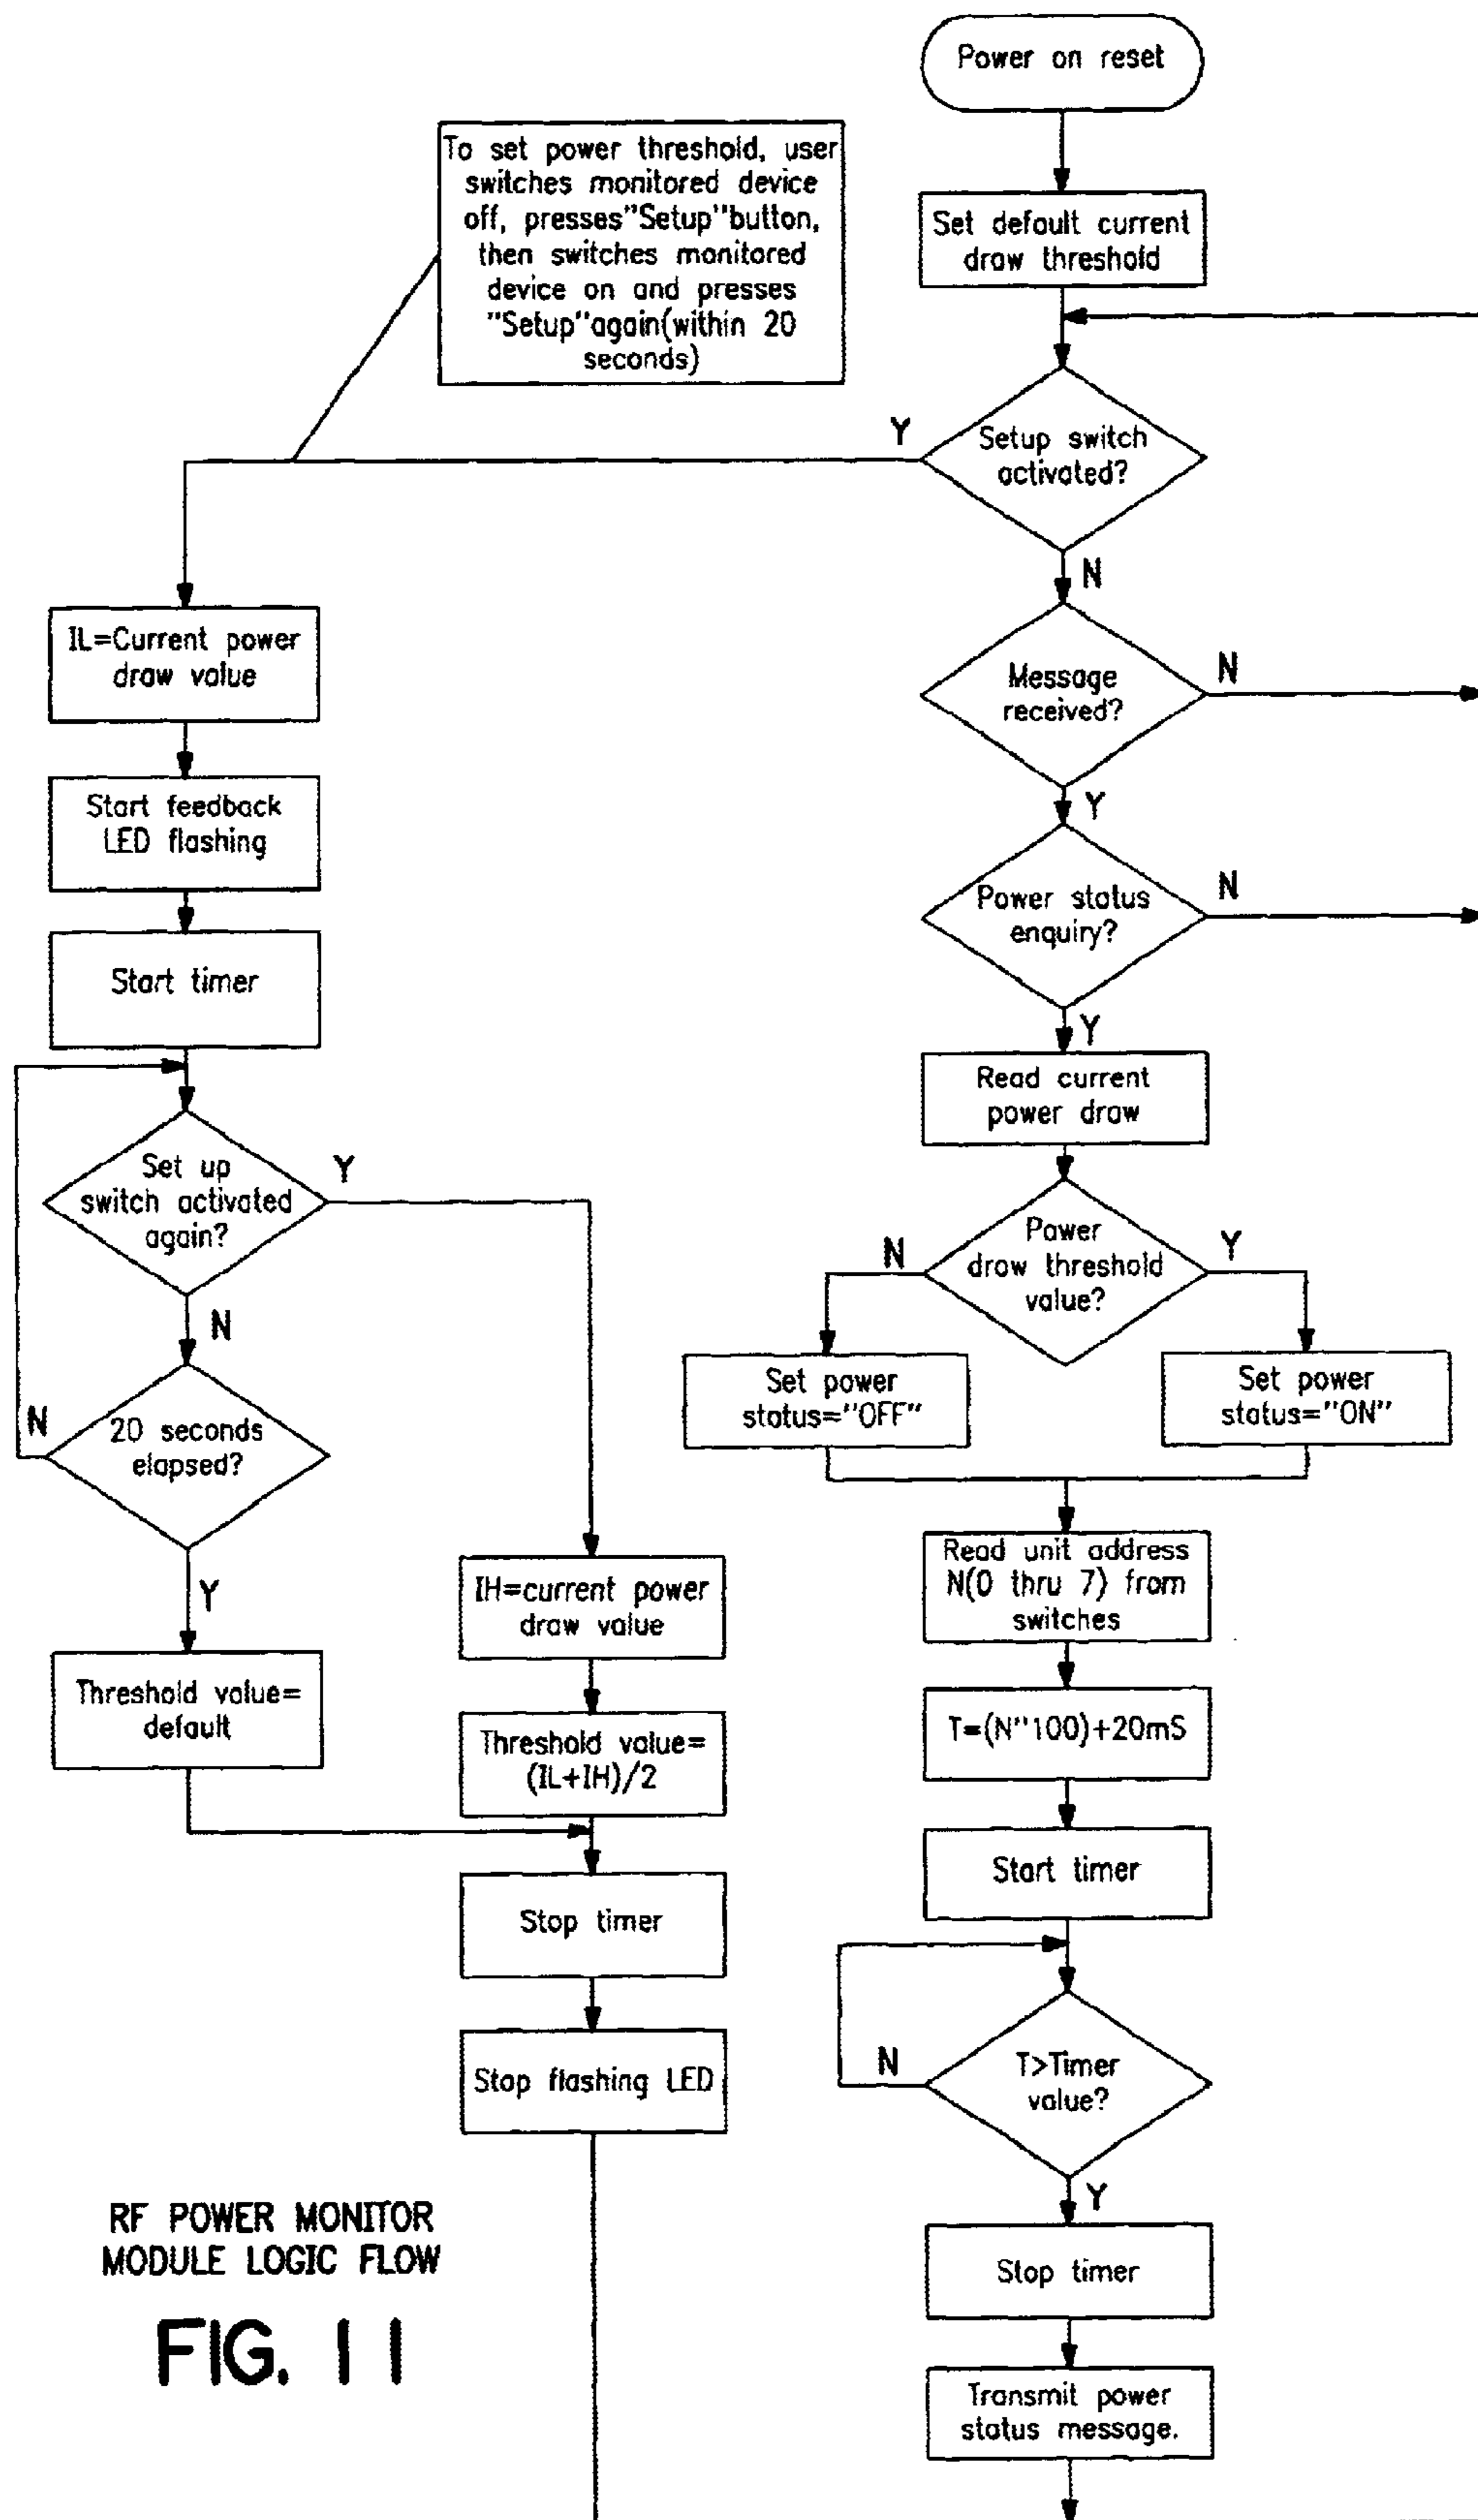 Power on reset
To set power threshold, user
switches monitored device
off, presses"Setup"button,
then switches monitored
device on and presses
"Setup"again(within 20
seconds)
Set default current
draw threshold
Setup switch
activated?
Y
N
IL=Current power
draw value
Message
received?
N
Y
Start feedback
LED flashing
Power status
enquiry?
N
Y
Start timer
Read current
power draw
Set up
switch activated
again?
Y
N
Power
draw threshold
value?
N
Y
Set power
status="OFF"
Set power
status="ON"
20 seconds
elapsed?
N
Y
Read unit address
N(0 thru 7) from
switches
IH=current power
draw value
Threshold value=
default
T=(N"100)+20mS
Threshold value=
(IL+IH)/2
Start timer
Stop timer
T>Timer
value?
N
Y
Stop flashing LED
Stop timer
Transmit power
status message.
RF POWER MONITOR
MODULE LOGIC FLOW
FIG. 11